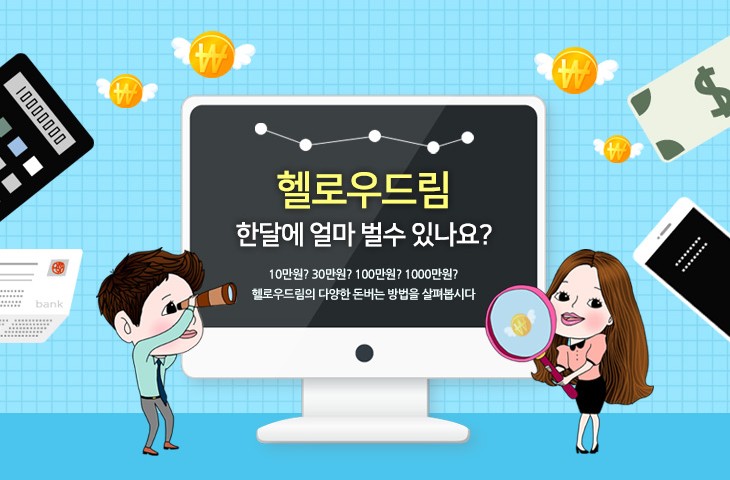 헬로우드림
한달에 얼마 벌수 있나요?
10만원? 30만원? 100만원? 1000만원?
헬로우드림의 다양한 돈버는 방법을 살펴봅시다
10000000
bank